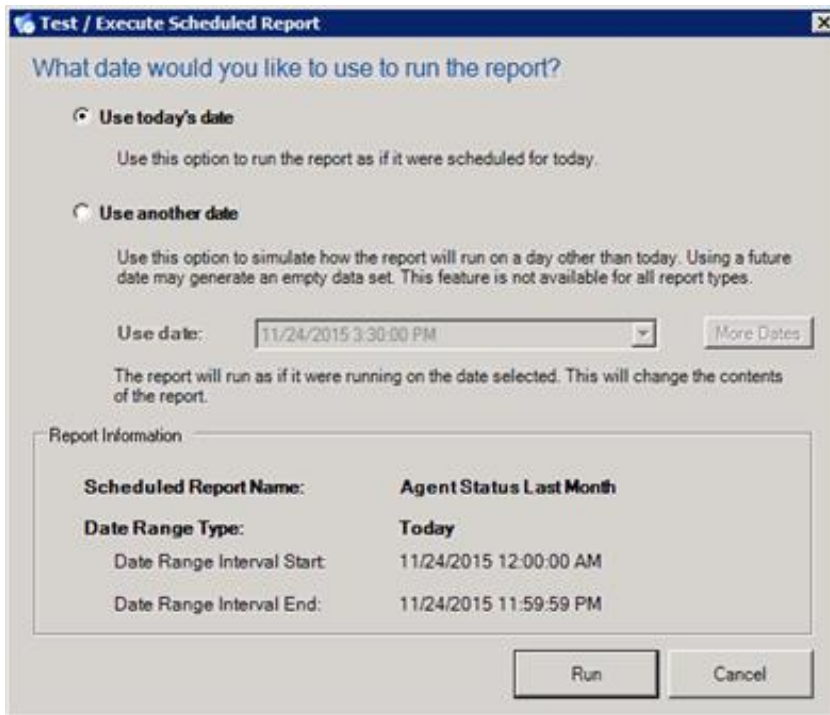 Test / Execute Scheduled Report
What date would you like to use to run the report?
Use today's date
Use this option to run the report as if it were scheduled for today.
Use another date
Use this option to simulate how the report will run on a day other than today. Using a future
date may generate an empty data set. This feature is not available for all report types.
Use date: 11/24/2015 3:30:00 PM More Dates
The report will run as if it were running on the date selected. This will change the contents
of the report.
Report Information
Scheduled Report Name: Agent Status Last Month
Date Range Type: Today
Date Range Interval Start: 11/24/2015 12:00:00 AM
Date Range Interval End: 11/24/2015 11:59:59 PM
Run Cancel